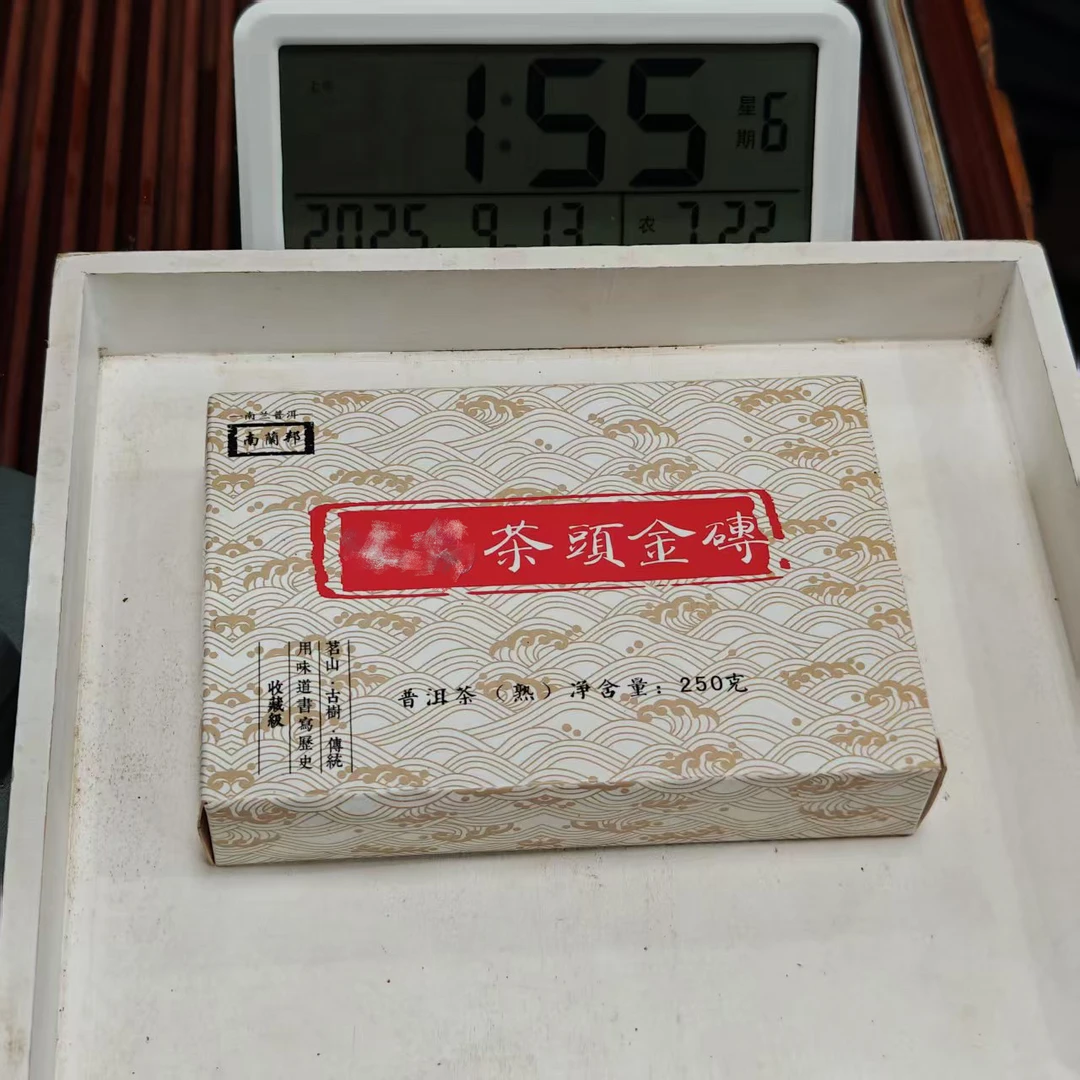 上午
1:55
星期6
2025 9 13
农 7 22
南兰普洱
南蘭邦
茶頭金磚
茗山·古樹·傳統
用味道書寫歷史
收藏級
普洱茶（熟）净含量：250克